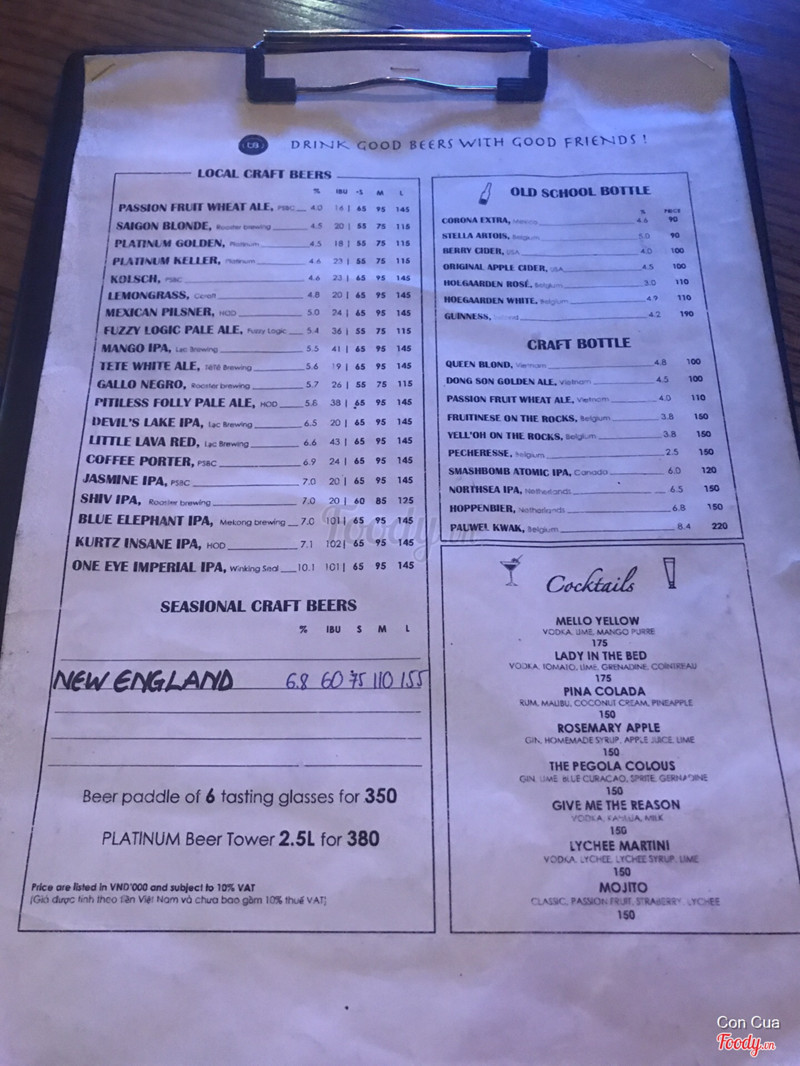 DRINK GOOD BEERS WITH GOOD FRIENDS !
LOCAL CRAFT BEERS
% IBU S M L
PASSION FRUIT WHEAT ALE, PSBC 4.0 16 | 65 95 145
SAIGON BLONDE, Rooster brewing 4.5 20 | 55 75 115
PLATINUM GOLDEN, Platinum 4.5 18 | 55 75 115
PLATINUM KELLER, Platinum 4.6 23 | 55 75 115
KOLSCH, PSBC 4.6 23 | 65 95 145
LEMONGRASS, Ccraft 4.8 20 | 65 95 145
MEXICAN PILSNER, HOD 5.0 24 | 65 95 145
FUZZY LOGIC PALE ALE, Fuzzy Logic 5.4 36 | 55 75 115
MANGO IPA, Lac Brewing 5.5 41 | 65 95 145
TETE WHITE ALE, Tété Brewing 5.6 19 | 65 95 145
GALLO NEGRO, Rooster brewing 5.7 26 | 55 75 115
PITILESS FOLLY PALE ALE, HOD 5.8 38 | 65 95 145
DEVIL'S LAKE IPA, Lac Brewing 6.5 20 | 65 95 145
LITTLE LAVA RED, Lac Brewing 6.6 43 | 65 95 145
COFFEE PORTER, PSBC 6.9 24 | 65 95 145
JASMINE IPA, PSBC 7.0 20 | 65 95 145
SHIV IPA, Rooster brewing 7.0 20 | 60 85 125
BLUE ELEPHANT IPA, Mekong brewing 7.0 101 | 65 95 145
KURTZ INSANE IPA, HOD 7.1 102 | 65 95 145
ONE EYE IMPERIAL IPA, Winking Seal 10.1 101 | 65 95 145
SEASIONAL CRAFT BEERS
% IBU S M L
NEW ENGLAND 6.8 60 75 110 155
Beer paddle of 6 tasting glasses for 350
PLATINUM Beer Tower 2.5L for 380
Price are listed in VND'000 and subject to 10% VAT
(Giá được tính theo tiền Việt Nam và chưa bao gồm 10% thuế VAT)
OLD SCHOOL BOTTLE
% PRICE
CORONA EXTRA, Mexico 4.6 90
STELLA ARTOIS, Belgium 5.0 90
BERRY CIDER, USA 4.0 100
ORIGINAL APPLE CIDER, USA 4.5 100
HOEGAARDEN ROSÉ, Belgium 3.0 110
HOEGAARDEN WHITE, Belgium 4.9 110
GUINNESS, 4.2 190
CRAFT BOTTLE
QUEEN BLOND, Vietnam 4.8 100
DONG SON GOLDEN ALE, Vietnam 4.5 100
PASSION FRUIT WHEAT ALE, Vietnam 4.0 110
FRUITINESE ON THE ROCKS, Belgium 3.8 150
YELL'OH ON THE ROCKS, Belgium 3.8 150
PECHERESSE, Belgium 2.5 150
SMASHBOMB ATOMIC IPA, Canada 6.0 120
NORTHSEA IPA, Netherlands 6.5 150
HOPPENBIER, Netherlands 6.8 150
PAUWEL KWAK, Belgium 8.4 220
Cocktails
MELLO YELLOW
VODKA, LIME, MANGO PURRE
175
LADY IN THE BED
VODKA, TOMATO, LIME, GRENADINE, COINTREAU
175
PINA COLADA
RUM, MALIBU, COCONUT CREAM, PINEAPPLE
150
ROSEMARY APPLE
GIN, HOMEMADE SYRUP, APPLE JUICE, LIME
150
THE PEGOLA COLOUS
GIN, LIME, BLUE CURACAO, SPRITE, GERNADINE
150
GIVE ME THE REASON
VODKA, KAHLUA, MILK
150
LYCHEE MARTINI
VODKA, LYCHEE, LYCHEE SYRUP, LIME
150
MOJITO
CLASSIC, PASSION FRUIT, STRABERRY, LYCHEE
150
Foody.vn
Con Cua
Foody.vn